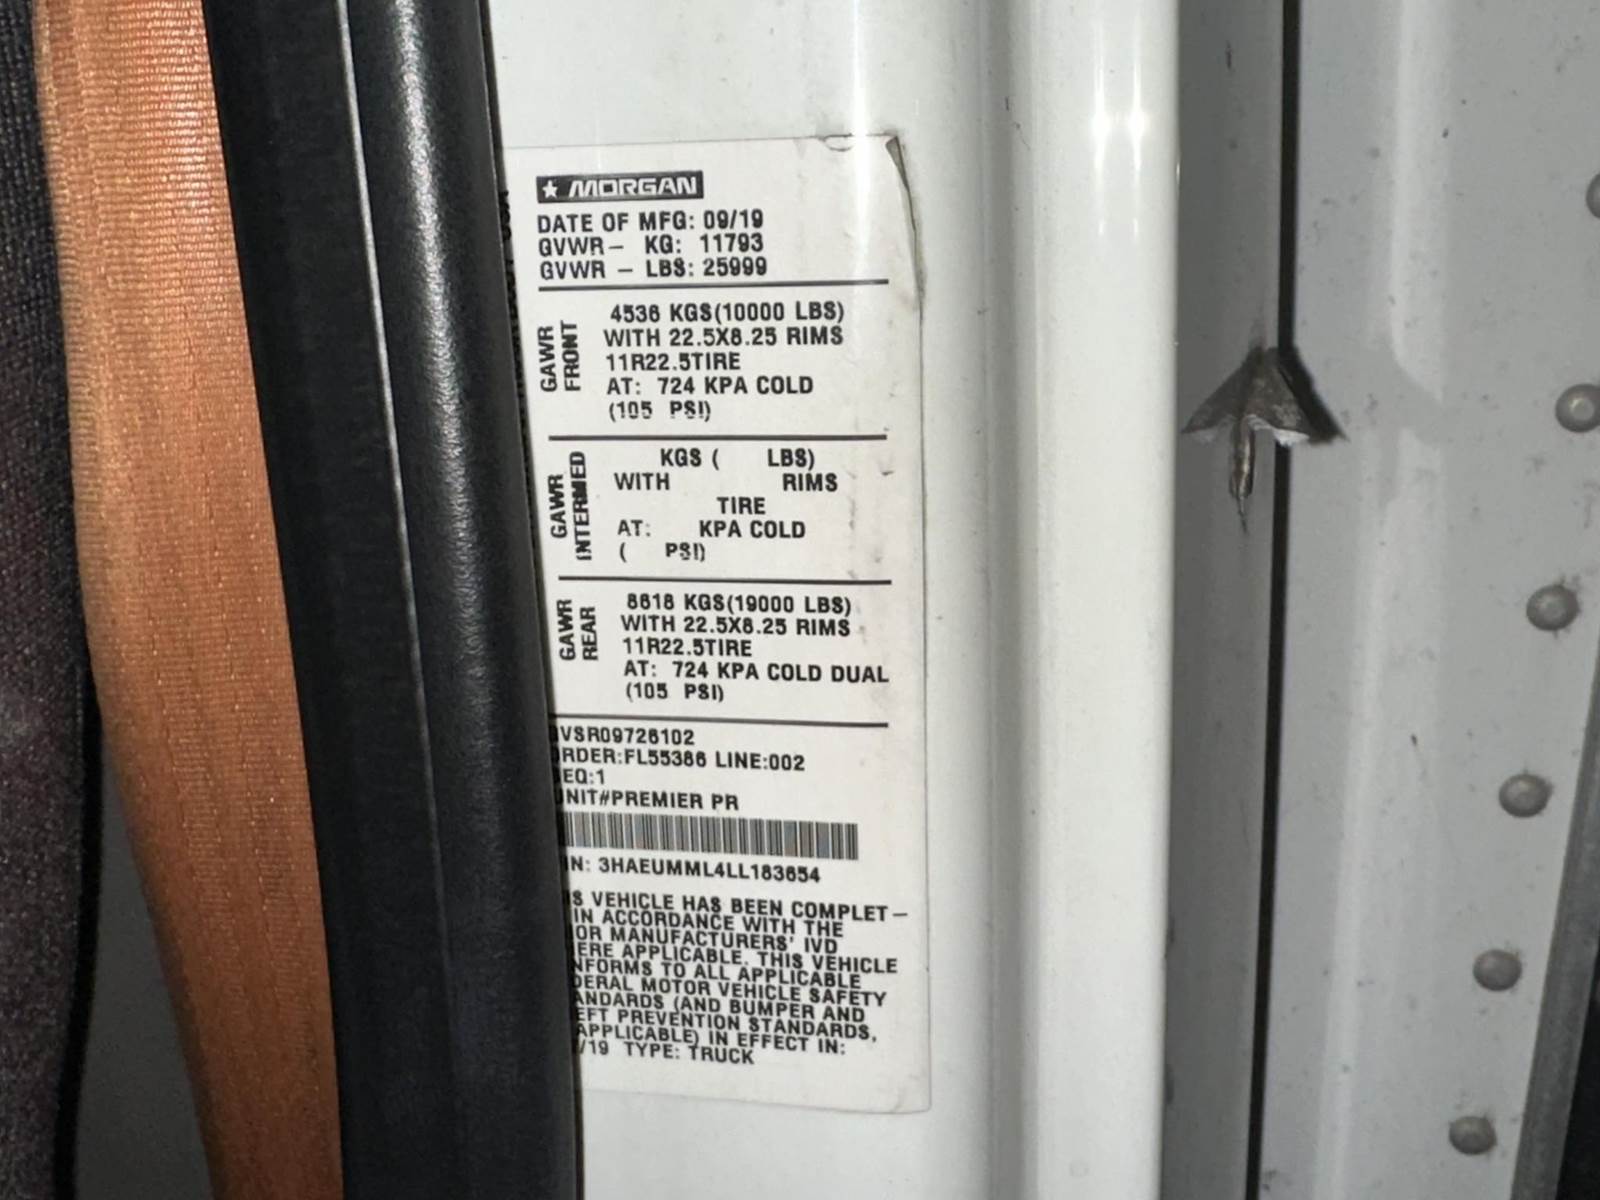 MORGAN
DATE OF MFG: 09/19
GVWR- KG: 11793
GVWR - LBS: 25999
GAWR FRONT
4536 KGS(10000 LBS)
WITH 22.5X8.25 RIMS
11R22.5TIRE
AT: 724 KPA COLD
(105 PSI)
GAWR INTERMED
KGS ( LBS)
WITH RIMS
TIRE
AT: KPA COLD
( PSI)
GAWR REAR
8618 KGS(19000 LBS)
WITH 22.5X8.25 RIMS
11R22.5TIRE
AT: 724 KPA COLD DUAL
(105 PSI)
VSR09726102
RDER:FL55386 LINE:002
EQ:1
NIT#PREMIER PR
IN: 3HAEUMML4LL183654
S VEHICLE HAS BEEN COMPLET-
IN ACCORDANCE WITH THE
IOR MANUFACTURERS' IVD
ERE APPLICABLE. THIS VEHICLE
NFORMS TO ALL APPLICABLE
DERAL MOTOR VEHICLE SAFETY
ANDARDS (AND BUMPER AND
EFT PREVENTION STANDARDS,
APPLICABLE) IN EFFECT IN:
/19 TYPE: TRUCK